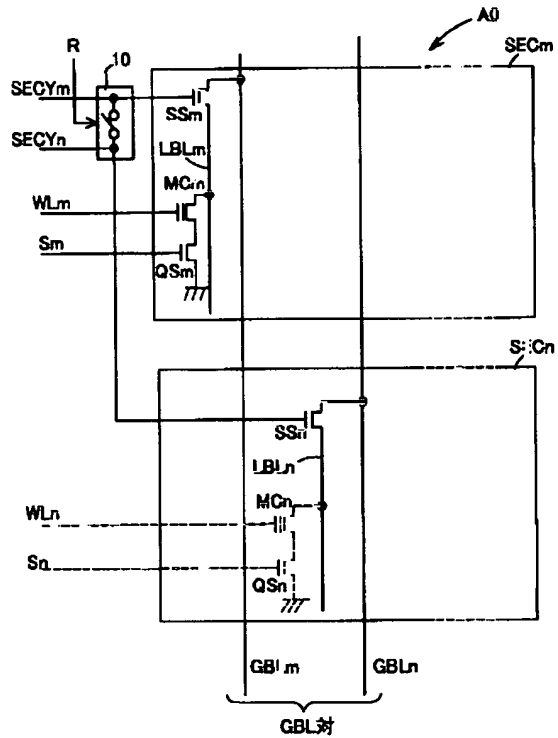 A0
R
10
SECm
SECYm
SSm
SECYn
LBLm
MCm
WLm
Sm
QSm
SECn
SSn
LBLn
MCn
WLn
Sn
QSn
GBLm
GBLn
GBL対